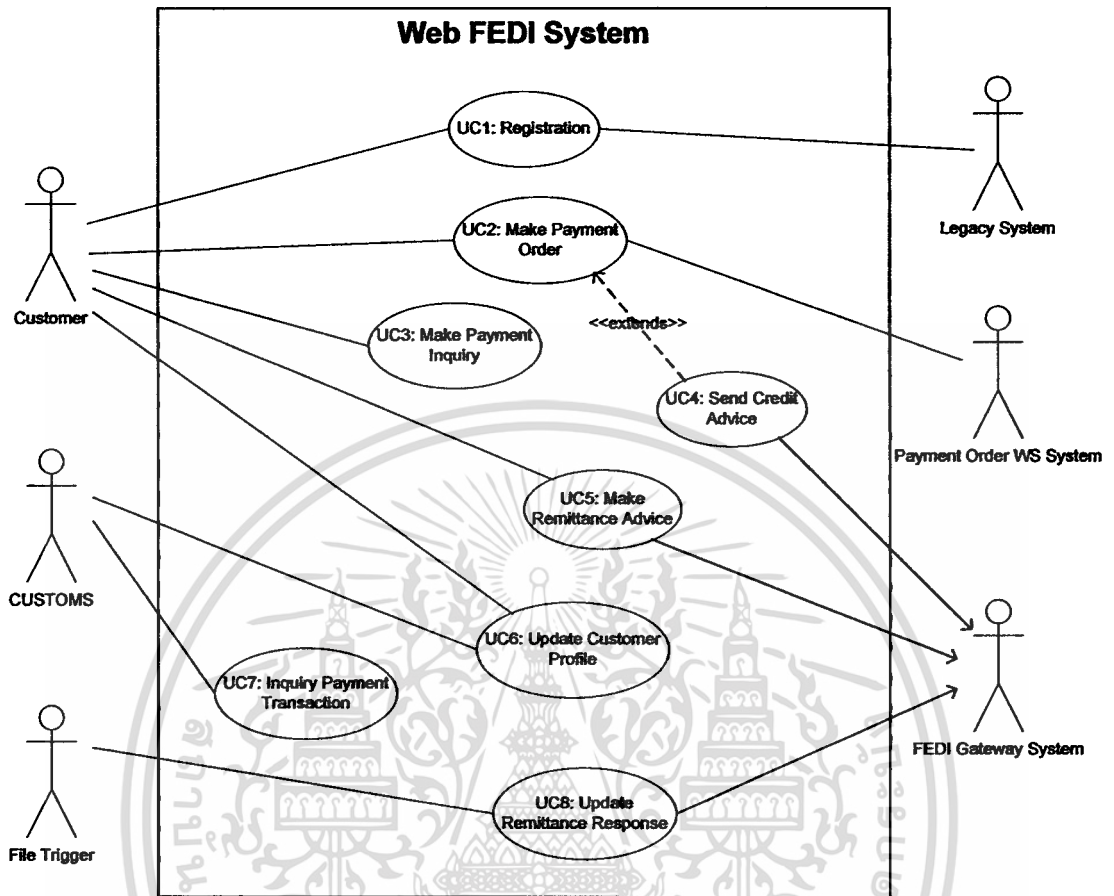 Web FEDI System
UC1: Registration
Legacy System
UC2: Make Payment
Order
Customer
<<extends>>
UC3: Make Payment
Inquiry
UC4: Send Credit
Advice
Payment Order WS System
UC5: Make
Remittance Advice
CUSTOMS
UC6: Update Customer
Profile
UC7: Inquiry Payment
Transaction
FEDI Gateway System
UC8: Update
Remittance Response
File Trigger